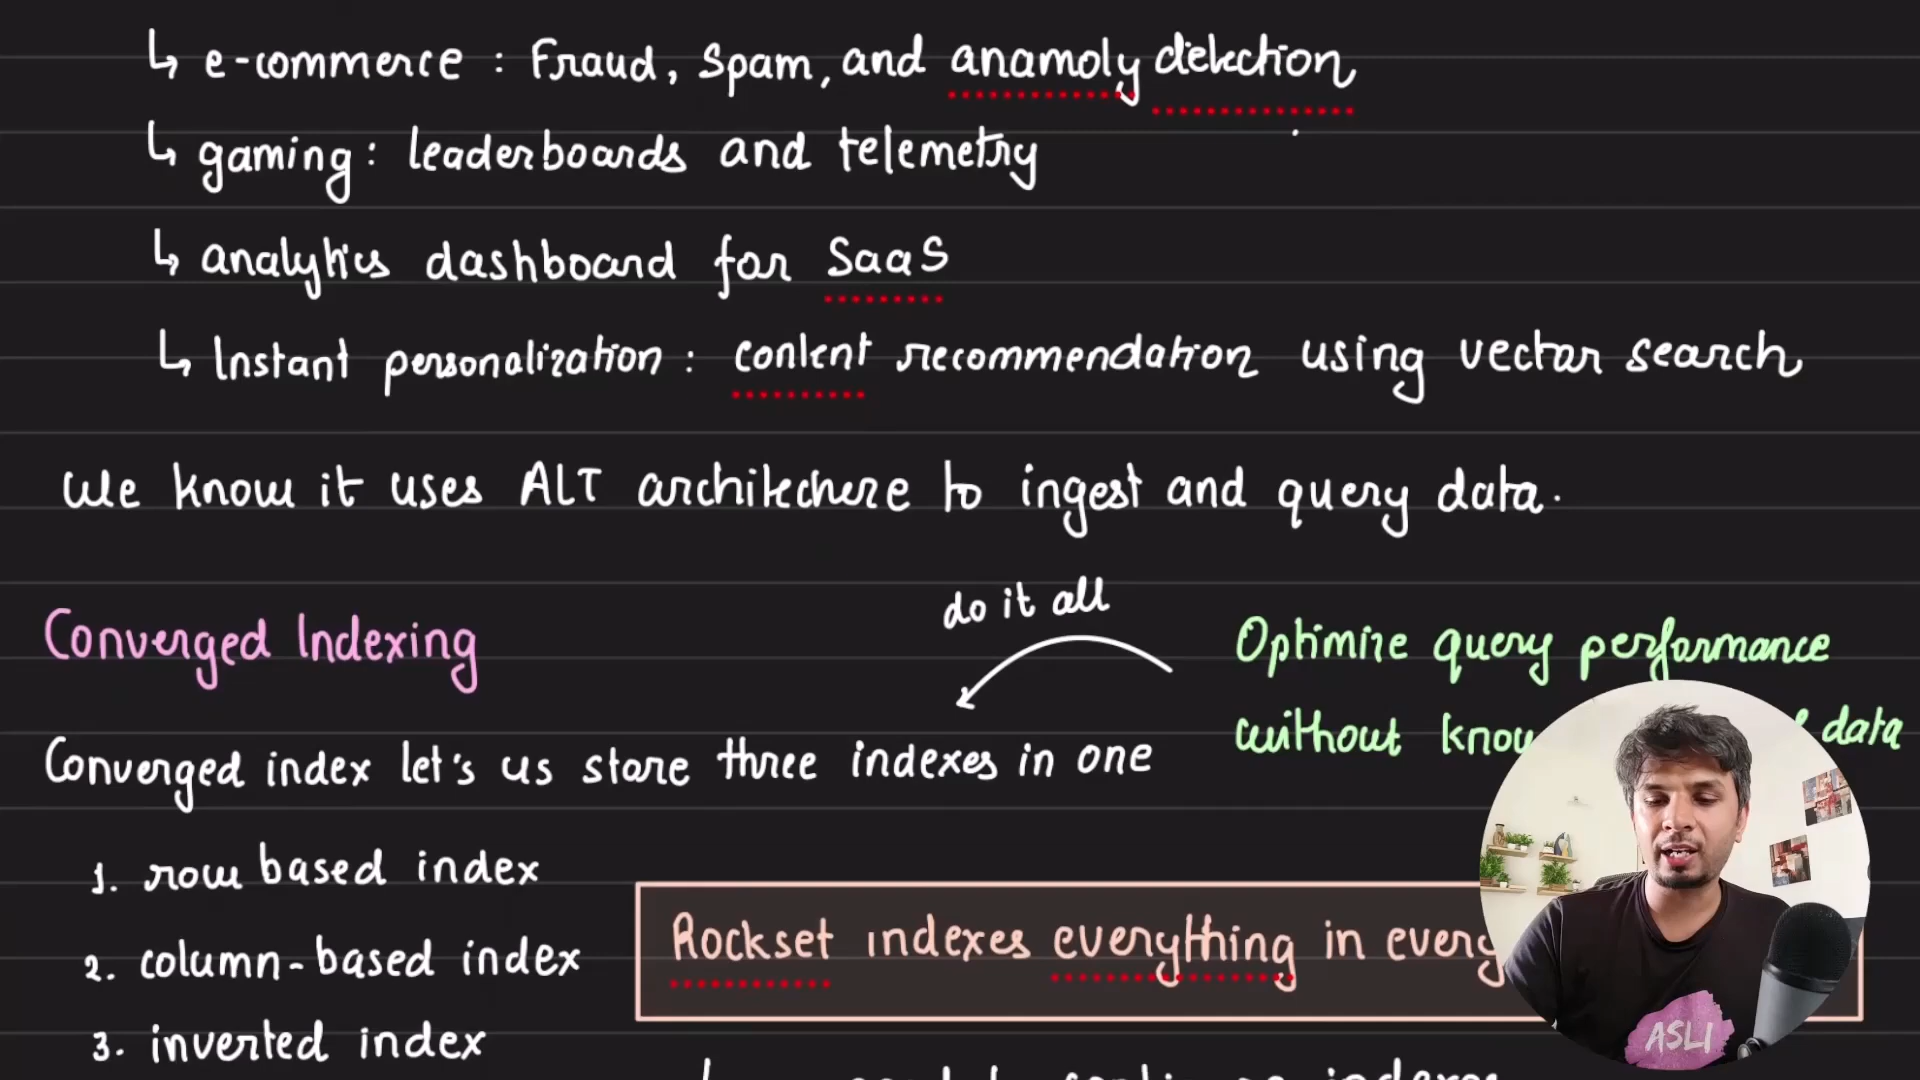 ↳ e-commerce : Fraud, Spam, and anamoly detection
↳ gaming: leaderboards and telemetry
↳ analytics dashboard for SaaS
↳ Instant personalization: content recommendation using vector search
We know it uses ALT architechure to ingest and query data.
do it all
Converged Indexing
Optimize query performance
without data
Converged index let's us store three indexes in one
1. row based index
2. column-based index
Rockset indexes everything in every
3. inverted index
ASLI
indexes